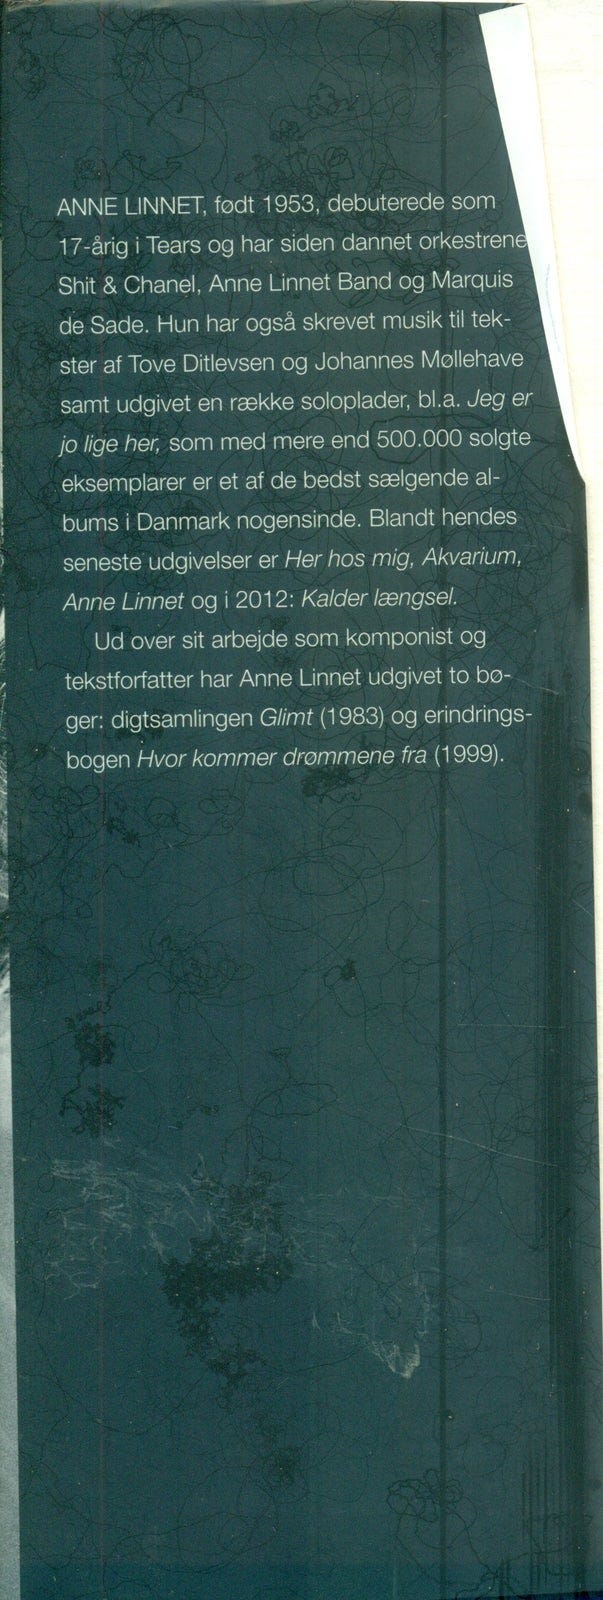 ANNE LINNET, født 1953, debuterede som
17-årig i Tears og har siden dannet orkestrene
Shit & Chanel, Anne Linnet Band og Marquis
de Sade. Hun har også skrevet musik til tek-
ster af Tove Ditlevsen og Johannes Møllehave
samt udgivet en række soloplader, bl.a. Jeg er
jo lige her, som med mere end 500.000 solgte
eksemplarer er et af de bedst sælgende al-
bums i Danmark nogensinde. Blandt hendes
seneste udgivelser er Her hos mig, Akvarium,
Anne Linnet og i 2012: Kalder længsel.
Ud over sit arbejde som komponist og
tekstforfatter har Anne Linnet udgivet to bø-
ger: digtsamlingen Glimt (1983) og erindrings-
bogen Hvor kommer drømmene fra (1999).